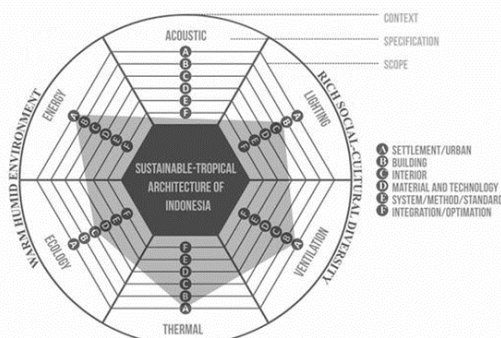 CONTEXT
SPECIFICATION
SCOPE
ACOUSTIC
A
B
C
D
E
F
ENERGY
A B C D E F
LIGHTING
F E D C B A
WARM HUMID ENVIRONMENT
RICH SOCIAL-CULTURAL DIVERSITY
SUSTAINABLE-TROPICAL
ARCHITECTURE OF
INDONESIA
A SETTLEMENT/URBAN
B BUILDING
C INTERIOR
D MATERIAL AND TECHNOLOGY
E SYSTEM/METHOD/STANDARD
F INTEGRATION/OPTIMATION
ECOLOGY
A B C D E F
VENTILATION
F E D C B A
F
E
D
C
B
A
THERMAL